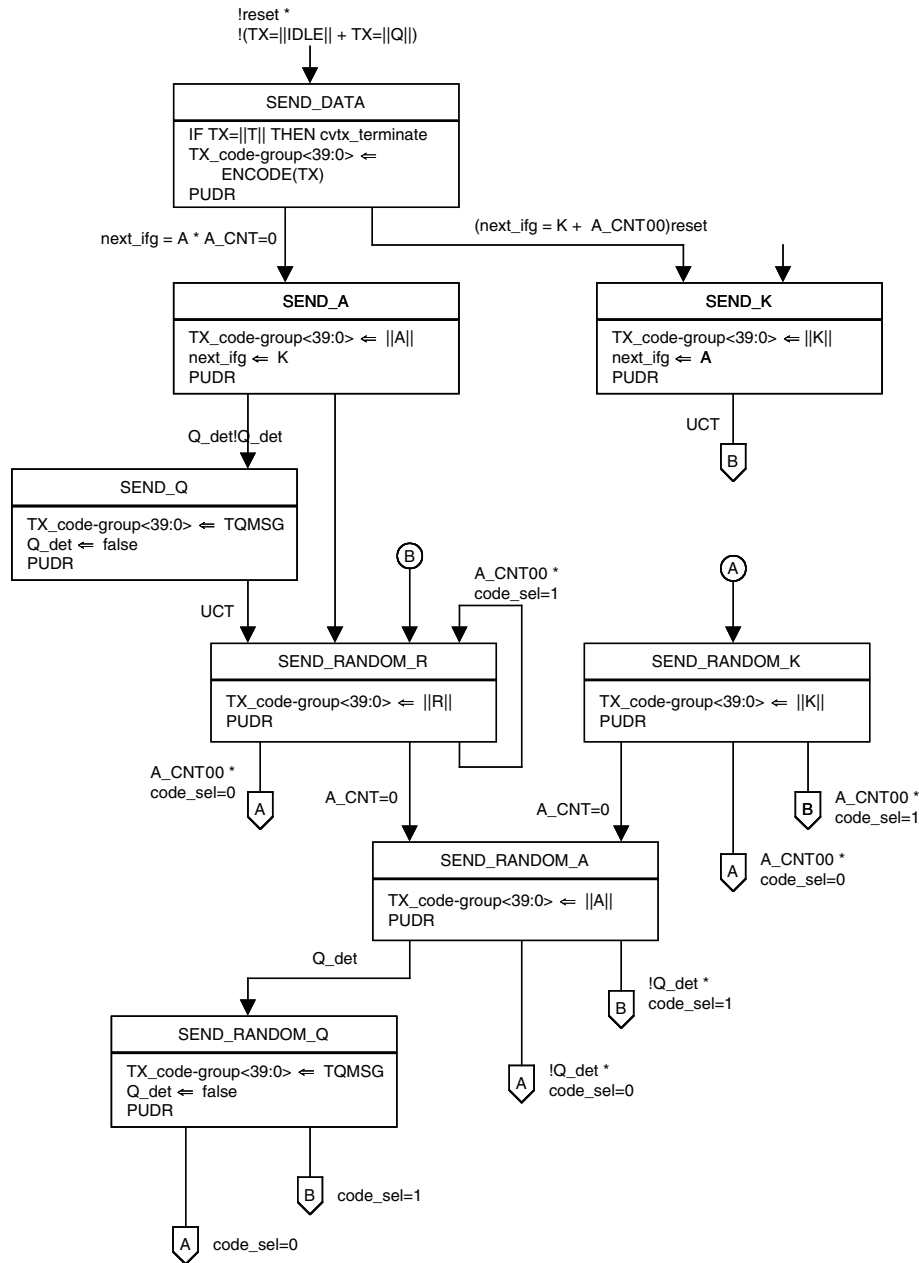 !reset *
!(TX=||IDLE|| + TX=||Q||)
SEND_DATA
IF TX=||T|| THEN cvtx_terminate
TX_code-group<39:0> ⇐
ENCODE(TX)
PUDR
next_ifg = A * A_CNT=0
(next_ifg = K + A_CNT00)reset
SEND_A
TX_code-group<39:0> ⇐ ||A||
next_ifg ⇐ K
PUDR
SEND_K
TX_code-group<39:0> ⇐ ||K||
next_ifg ⇐ A
PUDR
Q_det!Q_det
UCT
B
SEND_Q
TX_code-group<39:0> ⇐ TQMSG
Q_det ⇐ false
PUDR
UCT
B
A_CNT00 *
code_sel=1
A
SEND_RANDOM_R
TX_code-group<39:0> ⇐ ||R||
PUDR
SEND_RANDOM_K
TX_code-group<39:0> ⇐ ||K||
PUDR
A_CNT00 *
code_sel=0
A
A_CNT=0
A_CNT=0
B
A_CNT00 *
code_sel=1
A
A_CNT00 *
code_sel=0
SEND_RANDOM_A
TX_code-group<39:0> ⇐ ||A||
PUDR
Q_det
B
!Q_det *
code_sel=1
A
!Q_det *
code_sel=0
SEND_RANDOM_Q
TX_code-group<39:0> ⇐ TQMSG
Q_det ⇐ false
PUDR
B
code_sel=1
A
code_sel=0